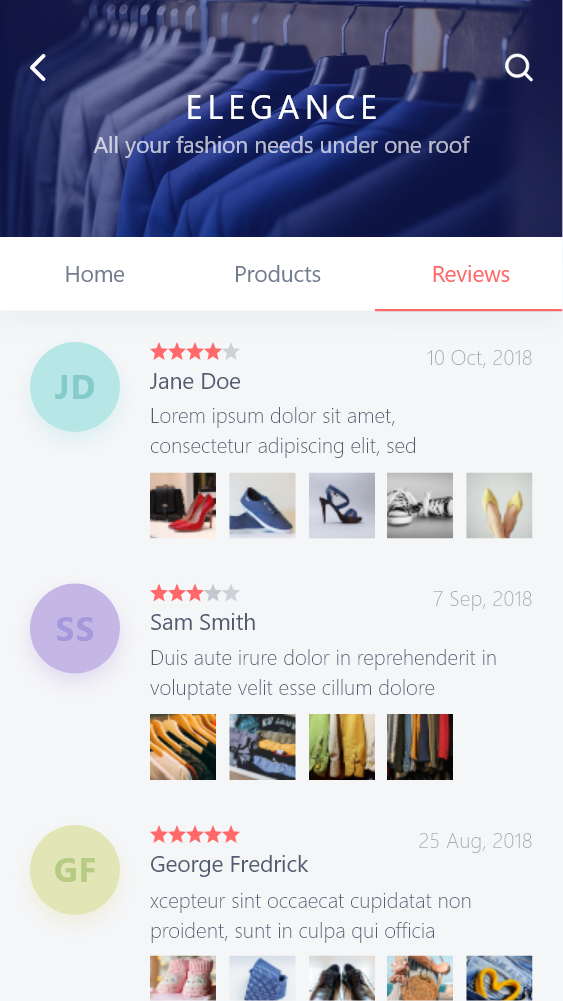 ELEGANCE
All your fashion needs under one roof
Home Products Reviews
JD
10 Oct, 2018
Jane Doe
Lorem ipsum dolor sit amet,
consectetur adipiscing elit, sed
SS
7 Sep, 2018
Sam Smith
Duis aute irure dolor in reprehenderit in
voluptate velit esse cillum dolore
GF
25 Aug, 2018
George Fredrick
xcepteur sint occaecat cupidatat non
proident, sunt in culpa qui officia